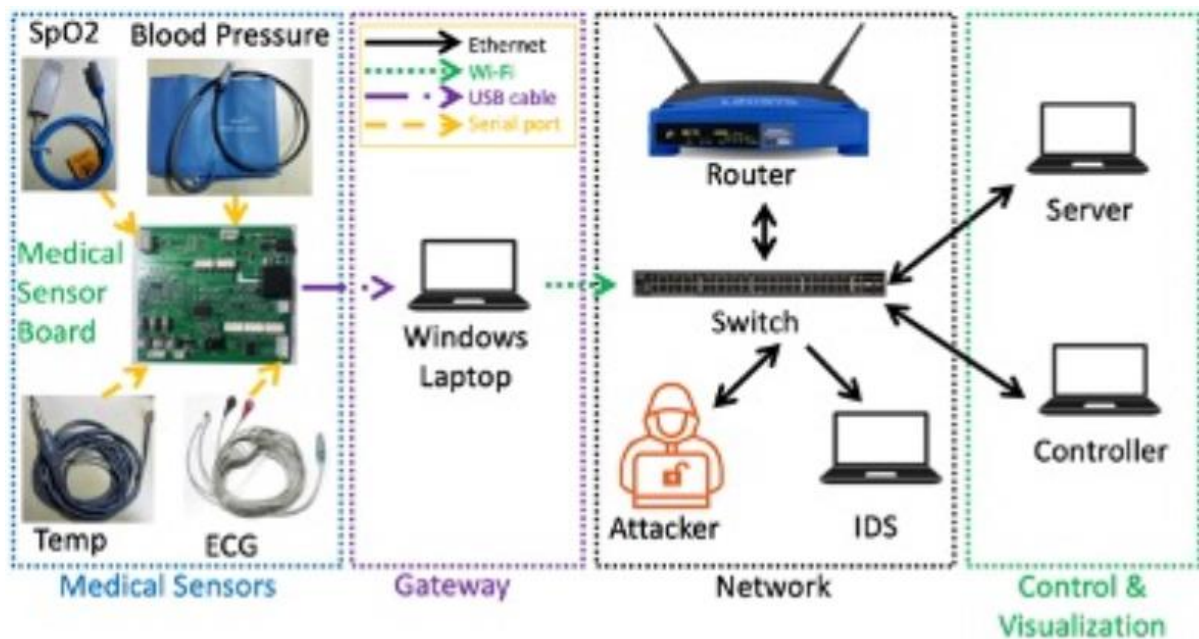 SpO2
Blood Pressure
Ethernet
Wi-Fi
USB cable
Serial port
Medical
Sensor
Board
Temp
ECG
Medical Sensors
Windows
Laptop
Gateway
Router
Switch
Attacker
IDS
Network
Server
Controller
Control &
Visualization